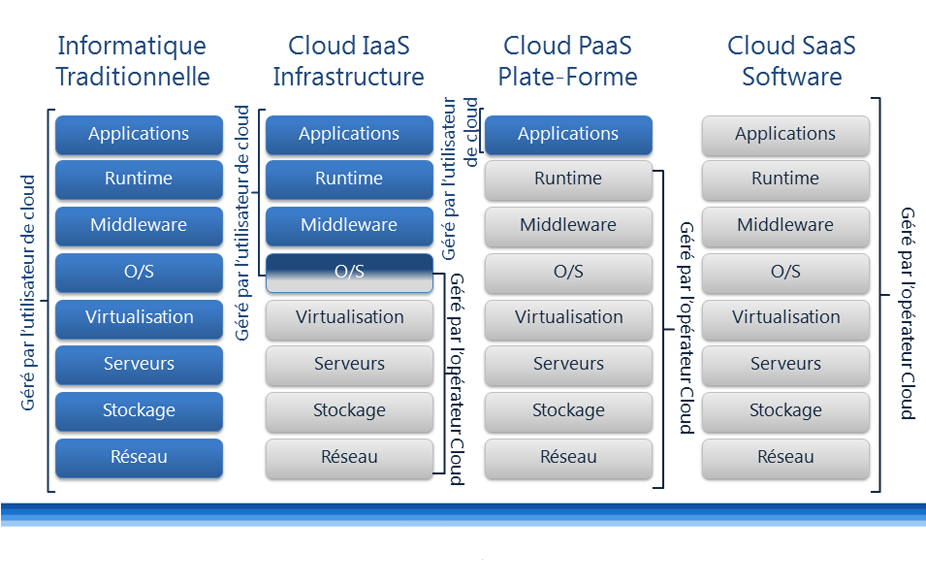 Informatique
Traditionnelle
Géré par l'utilisateur de cloud
Applications
Runtime
Middleware
O/S
Virtualisation
Serveurs
Stockage
Réseau
Cloud IaaS
Infrastructure
Géré par l'utilisateur de cloud
Applications
Runtime
Middleware
O/S
Virtualisation
Serveurs
Stockage
Réseau
Géré par l'opérateur Cloud
Cloud PaaS
Plate-Forme
Géré par l'utilisateur
de cloud
Applications
Runtime
Middleware
O/S
Virtualisation
Serveurs
Stockage
Réseau
Géré par l'opérateur Cloud
Cloud SaaS
Software
Applications
Runtime
Middleware
O/S
Virtualisation
Serveurs
Stockage
Réseau
Géré par l'opérateur Cloud